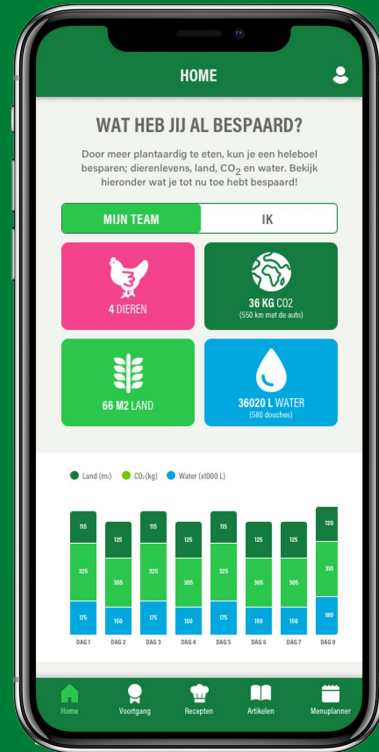 HOME
WAT HEB JIJ AL BESPAARD?
Door meer plantaardig te eten, kun je een heleboel
besparen; dierenlevens, land, CO₂ en water. Bekijk
hieronder wat je tot nu toe hebt bespaard!
MIJN TEAM IK
4 DIEREN
36 KG CO2
(550 km met de auto)
66 M2 LAND
36020 L WATER
(580 douches)
Land (m₂) CO₂(kg) Water (x1000 L)
115 125 115 125 115 125 125 120
325 305 325 305 325 305 305 310
175 150 175 150 175 150 150 180
DAG 1 DAG 2 DAG 3 DAG 4 DAG 5 DAG 6 DAG 7 DAG 8
Home Voortgang Recepten Artikelen Menuplanner